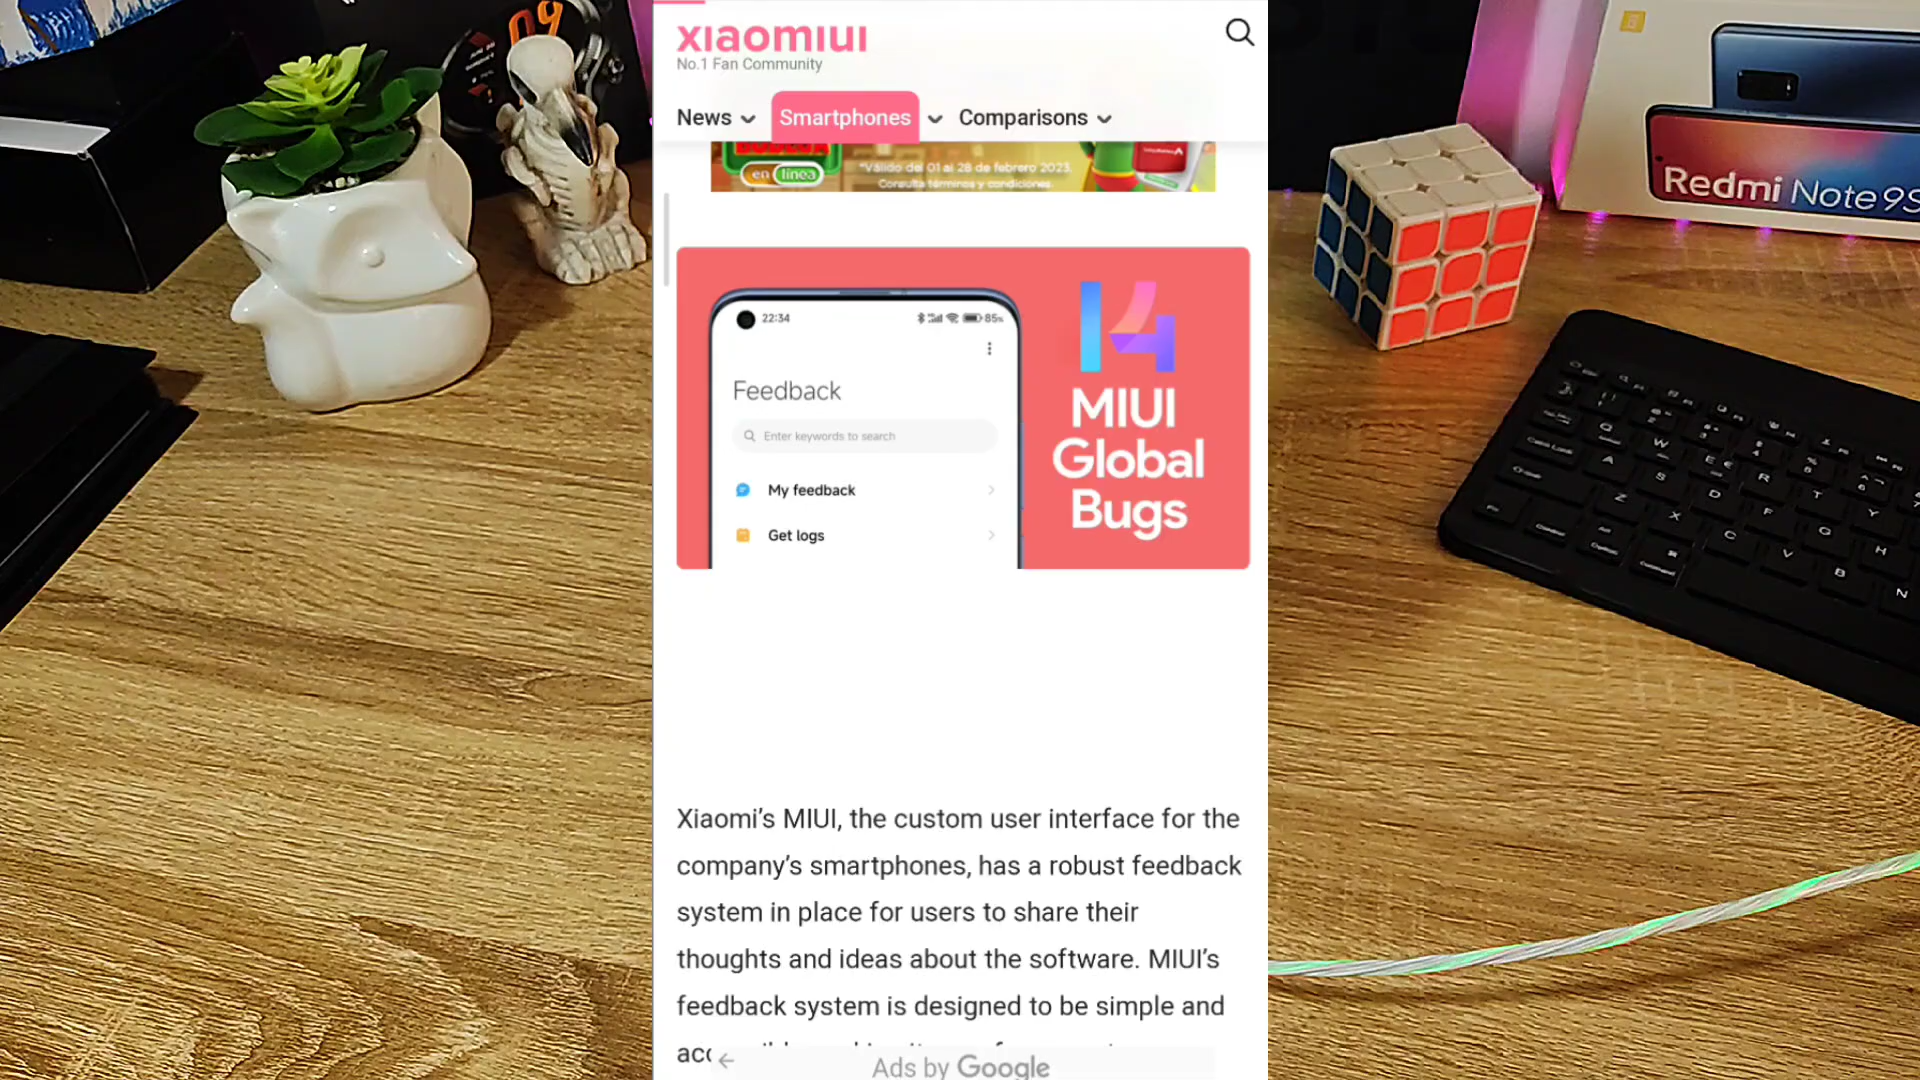 xiaomiui
No.1 Fan Community
News
Smartphones
Comparisons
en línea
*Válido del 01 al 28 de febrero 2023.
Consulta términos y condiciones.
22:34
85%
Feedback
Enter keywords to search
My feedback
Get logs
14
MIUI
Global
Bugs
Xiaomi’s MIUI, the custom user interface for the
company’s smartphones, has a robust feedback
system in place for users to share their
thoughts and ideas about the software. MIUI’s
feedback system is designed to be simple and
Ads by Google
09
Redmi Note 9S
Q
W
R
T
Y
A
S
D
F
G
H
Z
X
C
V
B
N